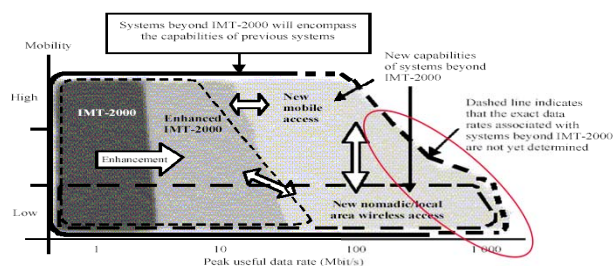 Systems beyond IMT-2000 will encompass
the capabilities of previous systems
Mobility
New capabilities
of systems beyond
IMT-2000
High
IMT-2000
Enhanced
IMT-2000
New
mobile
access
Dashed line indicates
that the exact data
rates associated with
systems beyond IMT-2000
are not yet determined
Enhancement
Low
New nomadic/local
area wireless access
1
10
100
1 000
Peak useful data rate (Mbit/s)